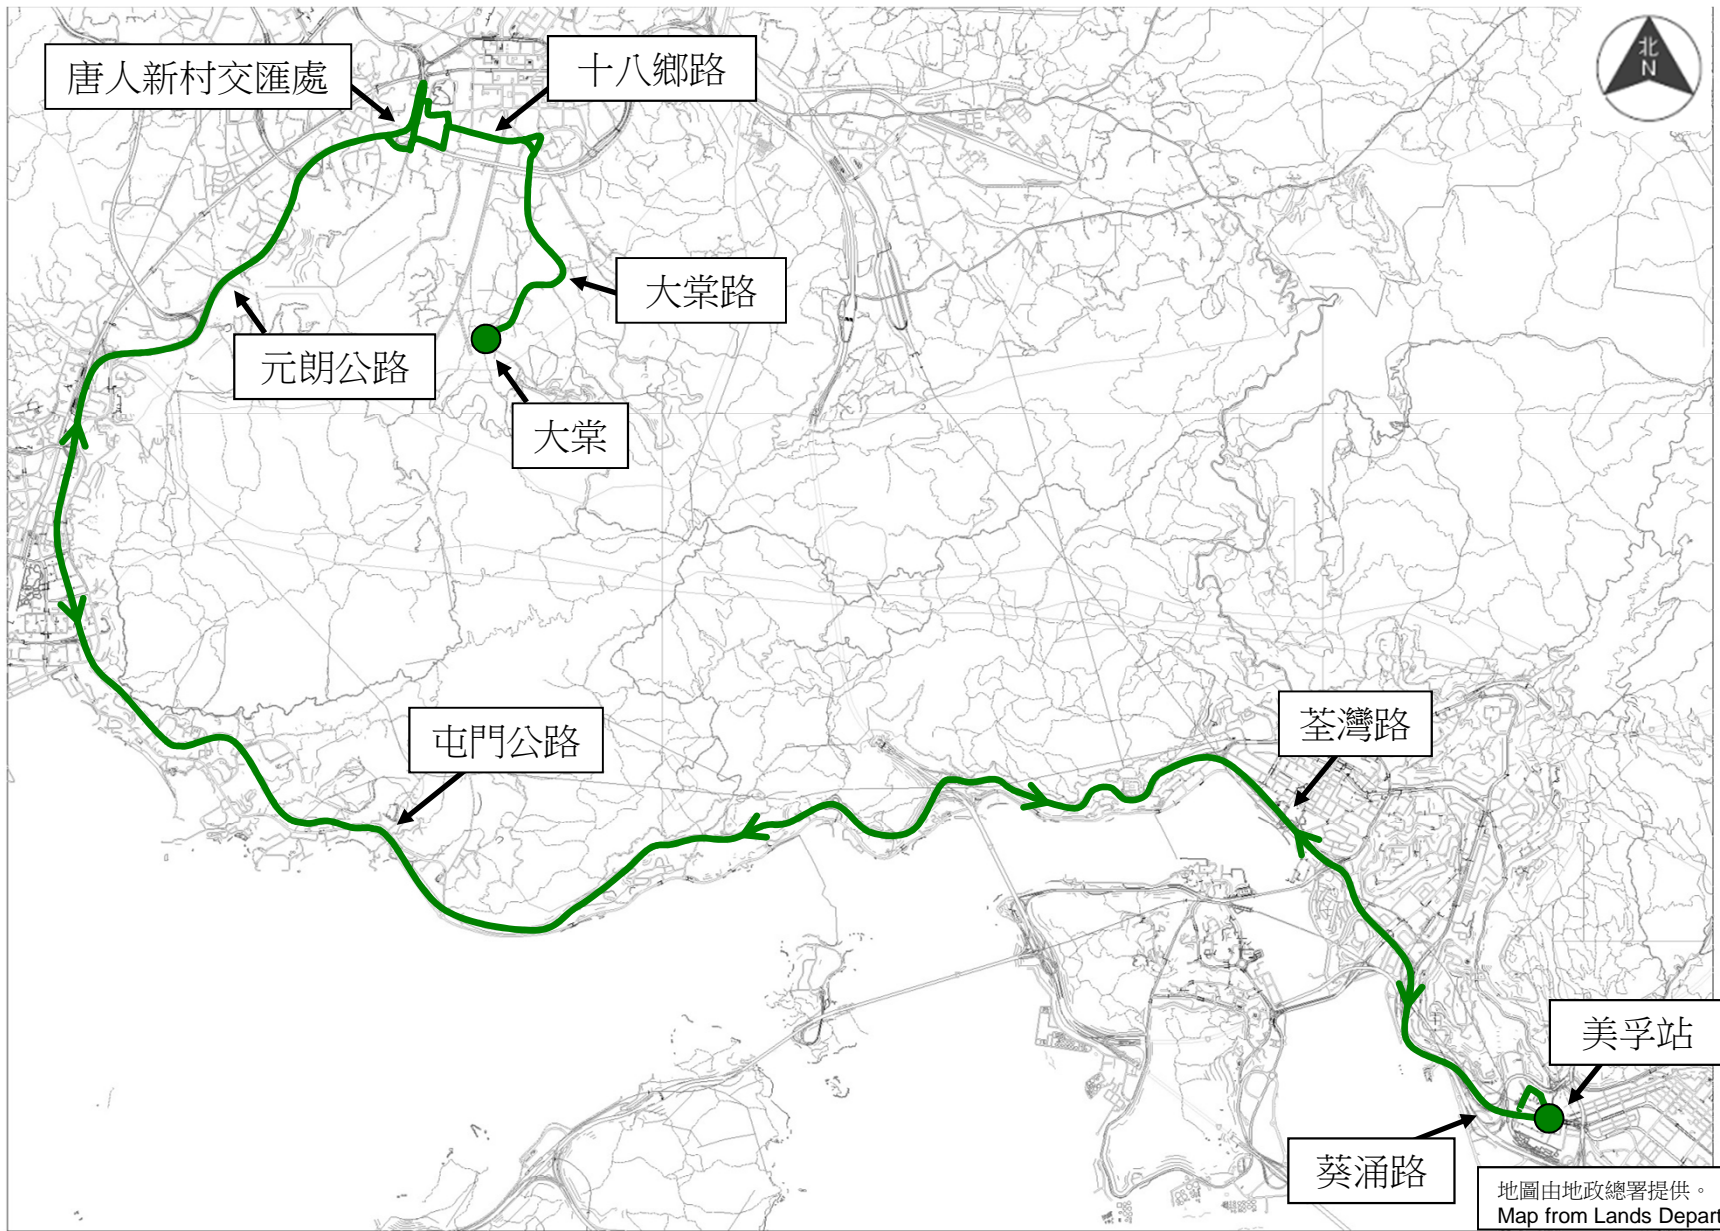 北
N
唐人新村交匯處
十八鄉路
大棠路
元朗公路
大棠
屯門公路
荃灣路
美孚站
葵涌路
地圖由地政總署提供。
Map from Lands Depart